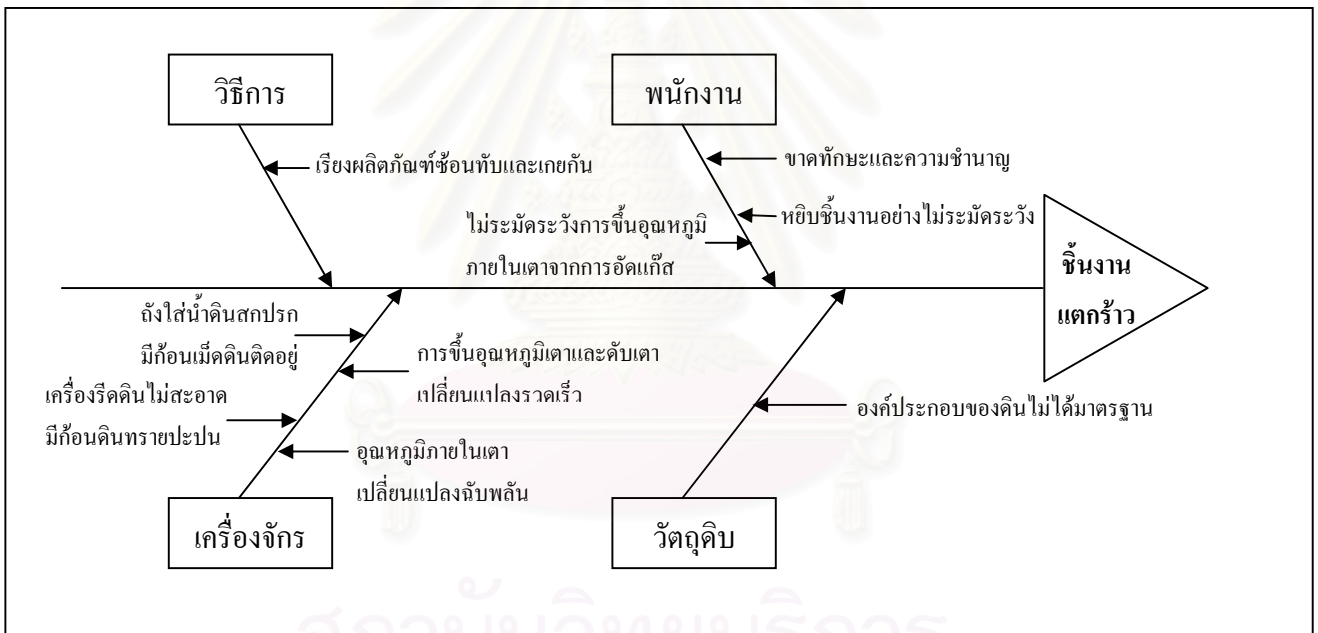 วิธีการ
พนักงาน
เรียงผลิตภัณฑ์ซ้อนทับและเกยกัน
ขาดทักษะและความชำนาญ
หยิบชิ้นงานอย่างไม่ระมัดระวัง
ไม่ระมัดระวังการขึ้นอุณหภูมิ
ภายในเตาจากการอัดแก๊ส
ชิ้นงาน
แตกร้าว
ถังใส่น้ำดินสกปรก
มีก้อนเม็ดดินติดอยู่
การขึ้นอุณหภูมิเตาและดับเตา
เปลี่ยนแปลงรวดเร็ว
เครื่องรีดดินไม่สะอาด
มีก้อนดินทรายปะปน
องค์ประกอบของดินไม่ได้มาตรฐาน
อุณหภูมิภายในเตา
เปลี่ยนแปลงฉับพลัน
เครื่องจักร
วัตถุดิบ
สถาบันวิทยบริการ